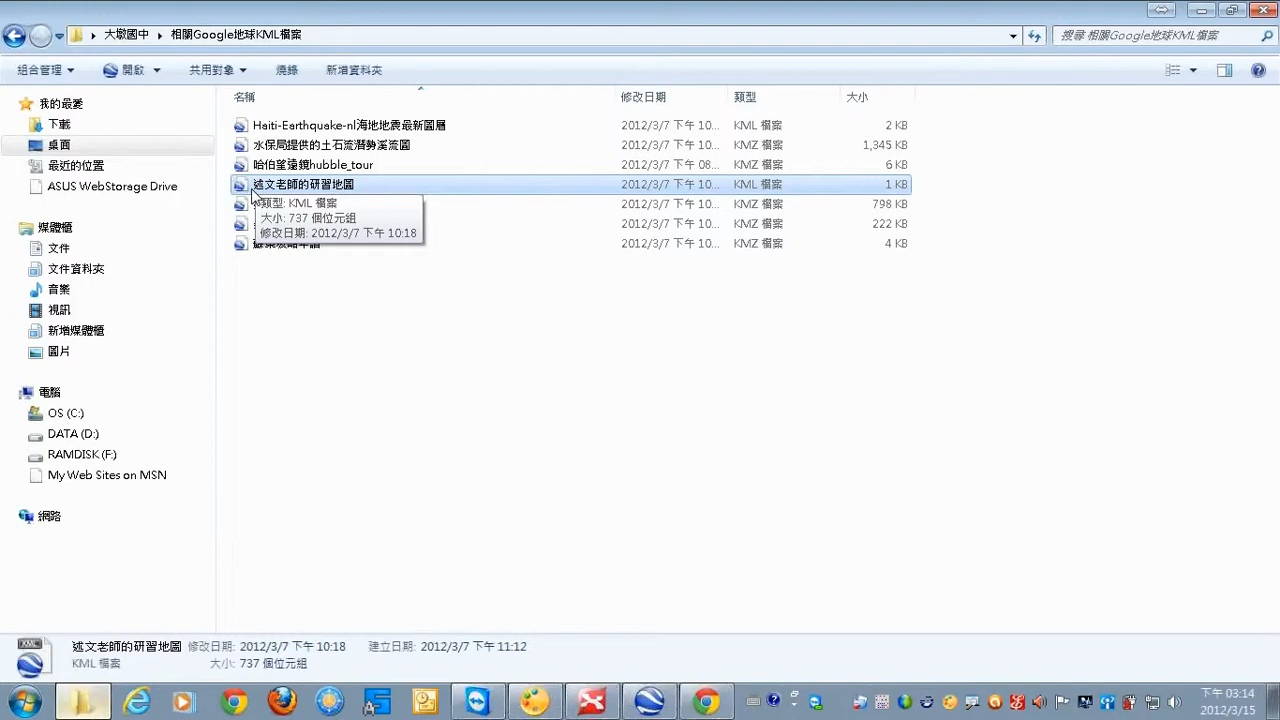 大墩國中 ▸ 相關Google地球KML檔案
搜尋 相關Google地球KML檔案
組合管理 開啟 共用對象 燒錄 新增資料夾
我的最愛
下載
桌面
最近的位置
ASUS WebStorage Drive
媒體櫃
文件
文件資料夾
音樂
視訊
新增媒體櫃
圖片
電腦
OS (C:)
DATA (D:)
RAMDISK (F:)
My Web Sites on MSN
網路
名稱 修改日期 類型 大小
Haiti-Earthquake-nl海地地震最新圖層 2012/3/7 下午 10... KML 檔案 2 KB
水保局提供的土石流潛勢溪流圖 2012/3/7 下午 10... KMZ 檔案 1,345 KB
哈伯望遠鏡hubble_tour 2012/3/7 下午 08... KMZ 檔案 6 KB
述文老師的研習地圖 2012/3/7 下午 10... KML 檔案 1 KB
2012/3/7 下午 10... KMZ 檔案 798 KB
2012/3/7 下午 10... KMZ 檔案 222 KB
2012/3/7 下午 10... KMZ 檔案 4 KB
類型: KML 檔案
大小: 737 個位元組
修改日期: 2012/3/7 下午 10:18
述文老師的研習地圖 修改日期: 2012/3/7 下午 10:18 建立日期: 2012/3/7 下午 11:12
KML 檔案 大小: 737 個位元組
KML
下午 03:14
2012/3/15